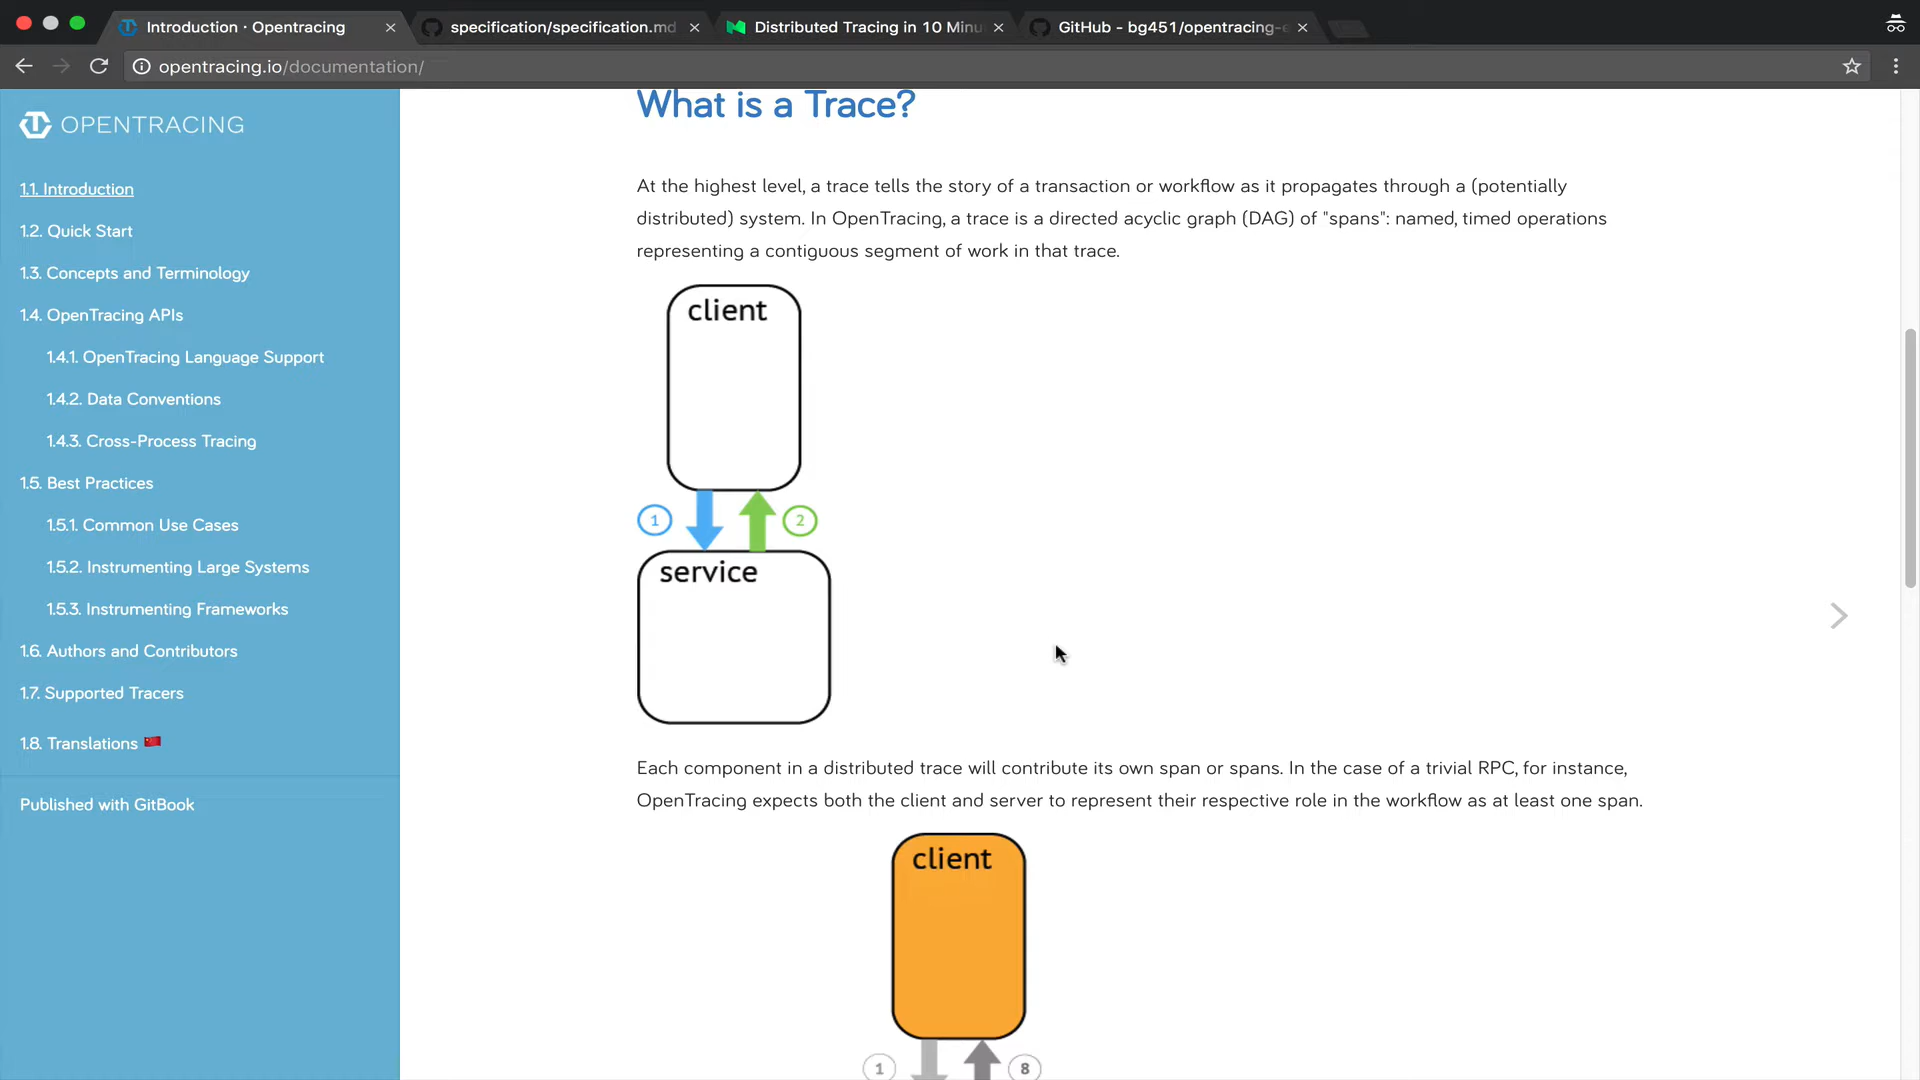 Introduction · Opentracing
specification/specification.md
Distributed Tracing in 10 Minu
GitHub - bg451/opentracing-e
opentracing.io/documentation/
OPENTRACING
1.1. Introduction
1.2. Quick Start
1.3. Concepts and Terminology
1.4. OpenTracing APIs
1.4.1. OpenTracing Language Support
1.4.2. Data Conventions
1.4.3. Cross-Process Tracing
1.5. Best Practices
1.5.1. Common Use Cases
1.5.2. Instrumenting Large Systems
1.5.3. Instrumenting Frameworks
1.6. Authors and Contributors
1.7. Supported Tracers
1.8. Translations 🇨🇳
Published with GitBook
What is a Trace?
At the highest level, a trace tells the story of a transaction or workflow as it propagates through a (potentially
distributed) system. In OpenTracing, a trace is a directed acyclic graph (DAG) of "spans": named, timed operations
representing a contiguous segment of work in that trace.
client
1
2
service
Each component in a distributed trace will contribute its own span or spans. In the case of a trivial RPC, for instance,
OpenTracing expects both the client and server to represent their respective role in the workflow as at least one span.
client
1
8